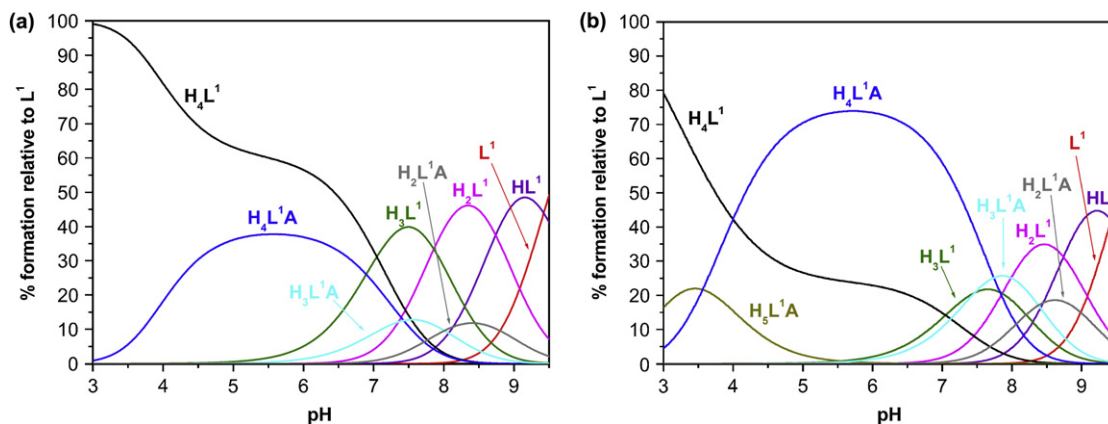 (a)
% formation relative to L¹
100
90
80
70
60
50
40
30
20
10
0
H₄L¹
H₄L¹A
H₃L¹A
H₃L¹
H₂L¹A
H₂L¹
L¹
HL¹
3 4 5 6 7 8 9
pH
(b)
% formation relative to L¹
100
90
80
70
60
50
40
30
20
10
0
H₄L¹
H₅L¹A
H₄L¹A
H₃L¹
H₃L¹A
H₂L¹
H₂L¹A
L¹
HL
3 4 5 6 7 8 9
pH